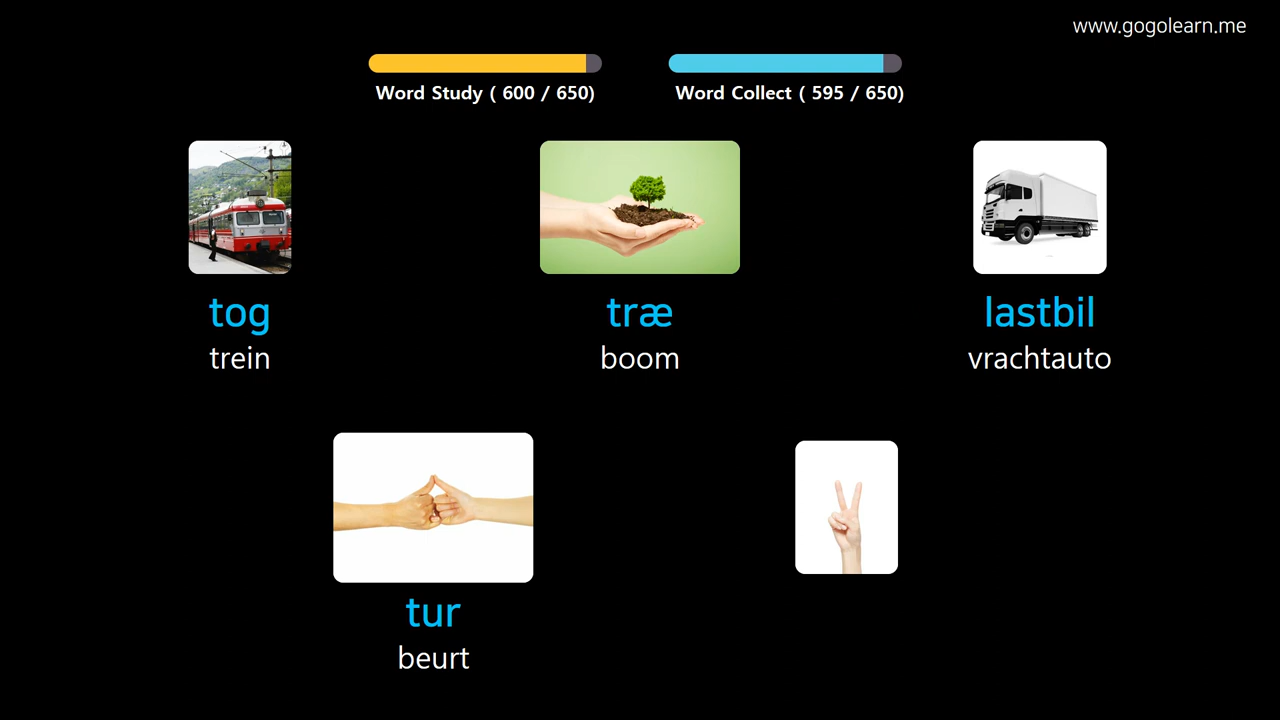 www.gogolearn.me
Word Study ( 600 / 650)
Word Collect ( 595 / 650)
tog
trein
træ
boom
lastbil
vrachtauto
tur
beurt